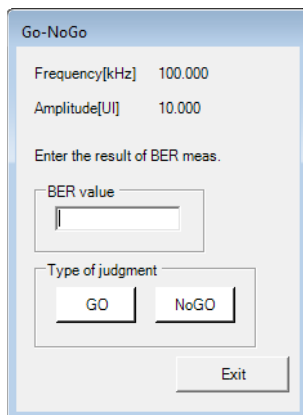 Go-NoGo
Frequency[kHz] 100.000
Amplitude[UI] 10.000
Enter the result of BER meas.
BER value
Type of judgment
GO NoGO
Exit